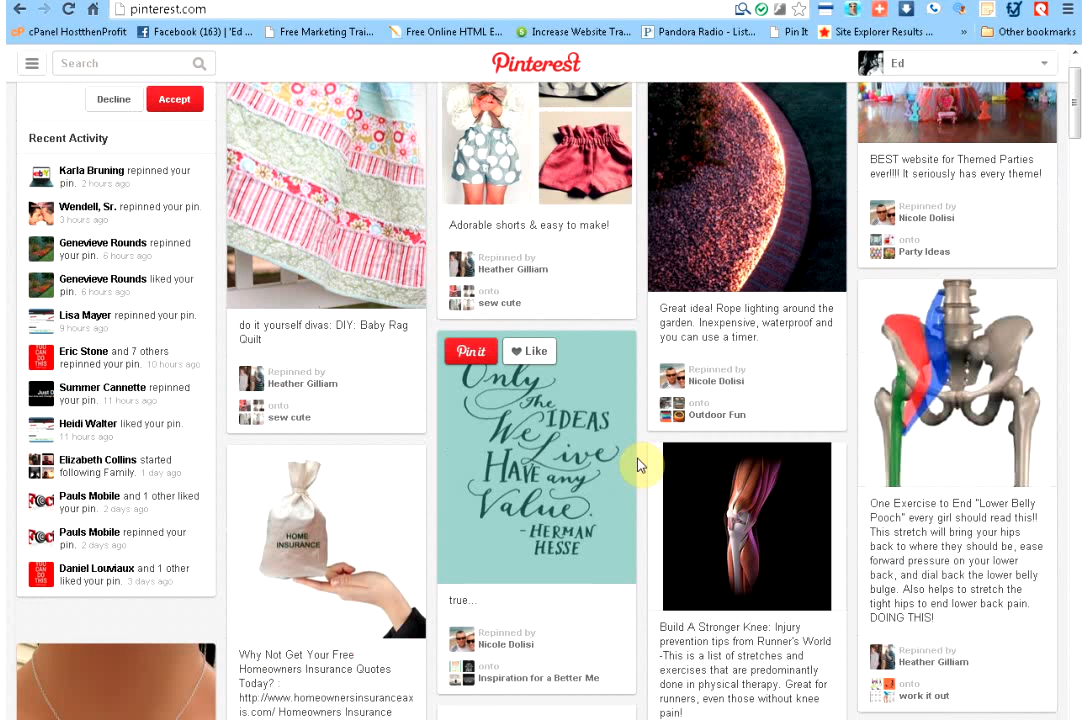 pinterest.com
cPanel HosttthenProfit
Facebook (163) | 'Ed ...
Free Marketing Trai...
Free Online HTML E...
Increase Website Tra...
Pandora Radio - List...
Pin It
Site Explorer Results ...
»
Other bookmarks
Search
Pinterest
Ed
Decline
Accept
Recent Activity
Karla Bruning repinned your
pin. 2 hours ago
Wendell, Sr. repinned your pin.
3 hours ago
Genevieve Rounds repinned
your pin. 6 hours ago
Genevieve Rounds liked your
pin. 6 hours ago
Lisa Mayer repinned your pin.
9 hours ago
Eric Stone and 7 others
repinned your pin. 10 hours ago
Summer Cannette repinned
your pin. 11 hours ago
Heidi Walter liked your pin.
11 hours ago
Elizabeth Collins started
following Family. 1 day ago
Pauls Mobile and 1 other liked
your pin. 2 days ago
Pauls Mobile repinned your
pin. 2 days ago
Daniel Louviaux and 1 other
liked your pin. 3 days ago
YOU
CAN DO
THIS
YOU
CAN DO
THIS
do it yourself divas: DIY: Baby Rag
Quilt
Repinned by
Heather Gilliam
onto
sew cute
HOME
INSURANCE
Why Not Get Your Free
Homeowners Insurance Quotes
Today? :
http://www.homeownersinsuranceax
is.com/ Homeowners Insurance
Adorable shorts & easy to make!
Repinned by
Heather Gilliam
onto
sew cute
Pin it
Like
Only
The IDEAS
We Live
HAVE any
Value.
- HERMAN
HESSE
true...
Repinned by
Nicole Dolisi
onto
Inspiration for a Better Me
Great idea! Rope lighting around the
garden. Inexpensive, waterproof and
you can use a timer.
Repinned by
Nicole Dolisi
onto
Outdoor Fun
Build A Stronger Knee: Injury
prevention tips from Runner's World
-This is a list of stretches and
exercises that are predominantly
done in physical therapy. Great for
runners, even those without knee
pain!
BEST website for Themed Parties
ever!!!! It seriously has every theme!
Repinned by
Nicole Dolisi
onto
Party Ideas
One Exercise to End "Lower Belly
Pooch" every girl should read this!!
This stretch will bring your hips
back to where they should be, ease
forward pressure on your lower
back, and dial back the lower belly
bulge. Also helps to stretch the
tight hips to end lower back pain.
DOING THIS!
Repinned by
Heather Gilliam
onto
work it out